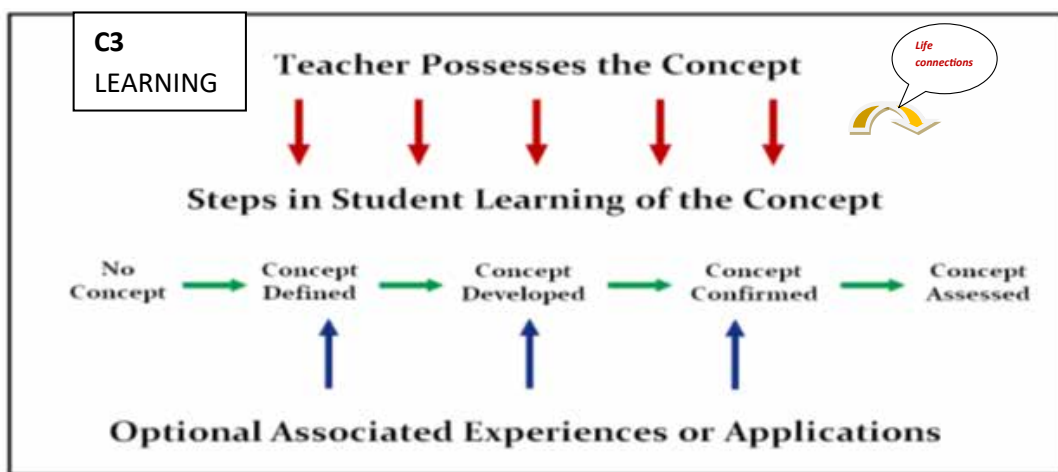 C3
LEARNING
Teacher Possesses the Concept
Life
connections
Steps in Student Learning of the Concept
No
Concept
Concept
Defined
Concept
Developed
Concept
Confirmed
Concept
Assessed
Optional Associated Experiences or Applications